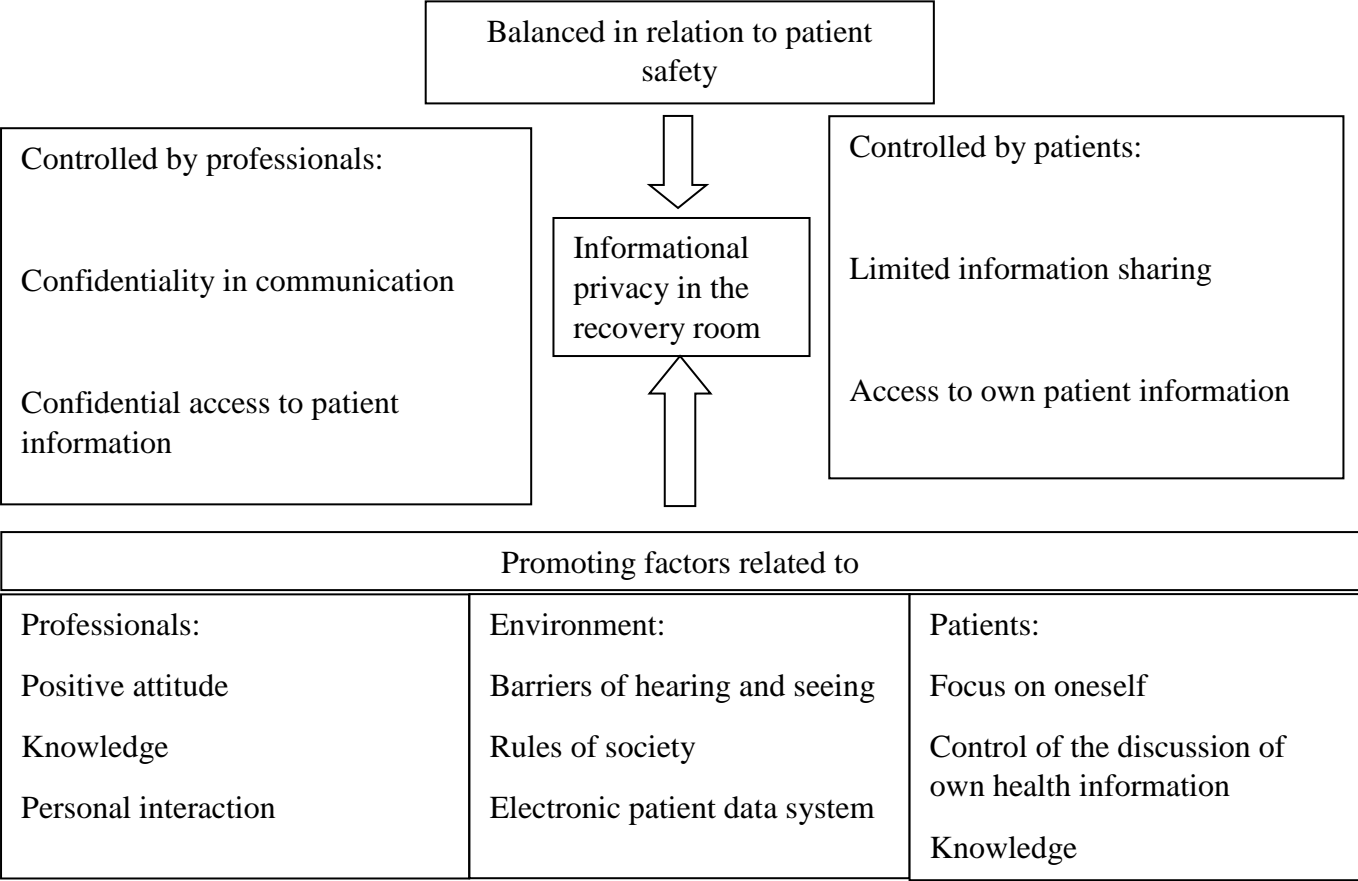 Balanced in relation to patient
safety
Controlled by professionals:
Confidentiality in communication
Confidential access to patient
information
Informational
privacy in the
recovery room
Controlled by patients:
Limited information sharing
Access to own patient information
Promoting factors related to
Professionals:
Positive attitude
Knowledge
Personal interaction
Environment:
Barriers of hearing and seeing
Rules of society
Electronic patient data system
Patients:
Focus on oneself
Control of the discussion of
own health information
Knowledge